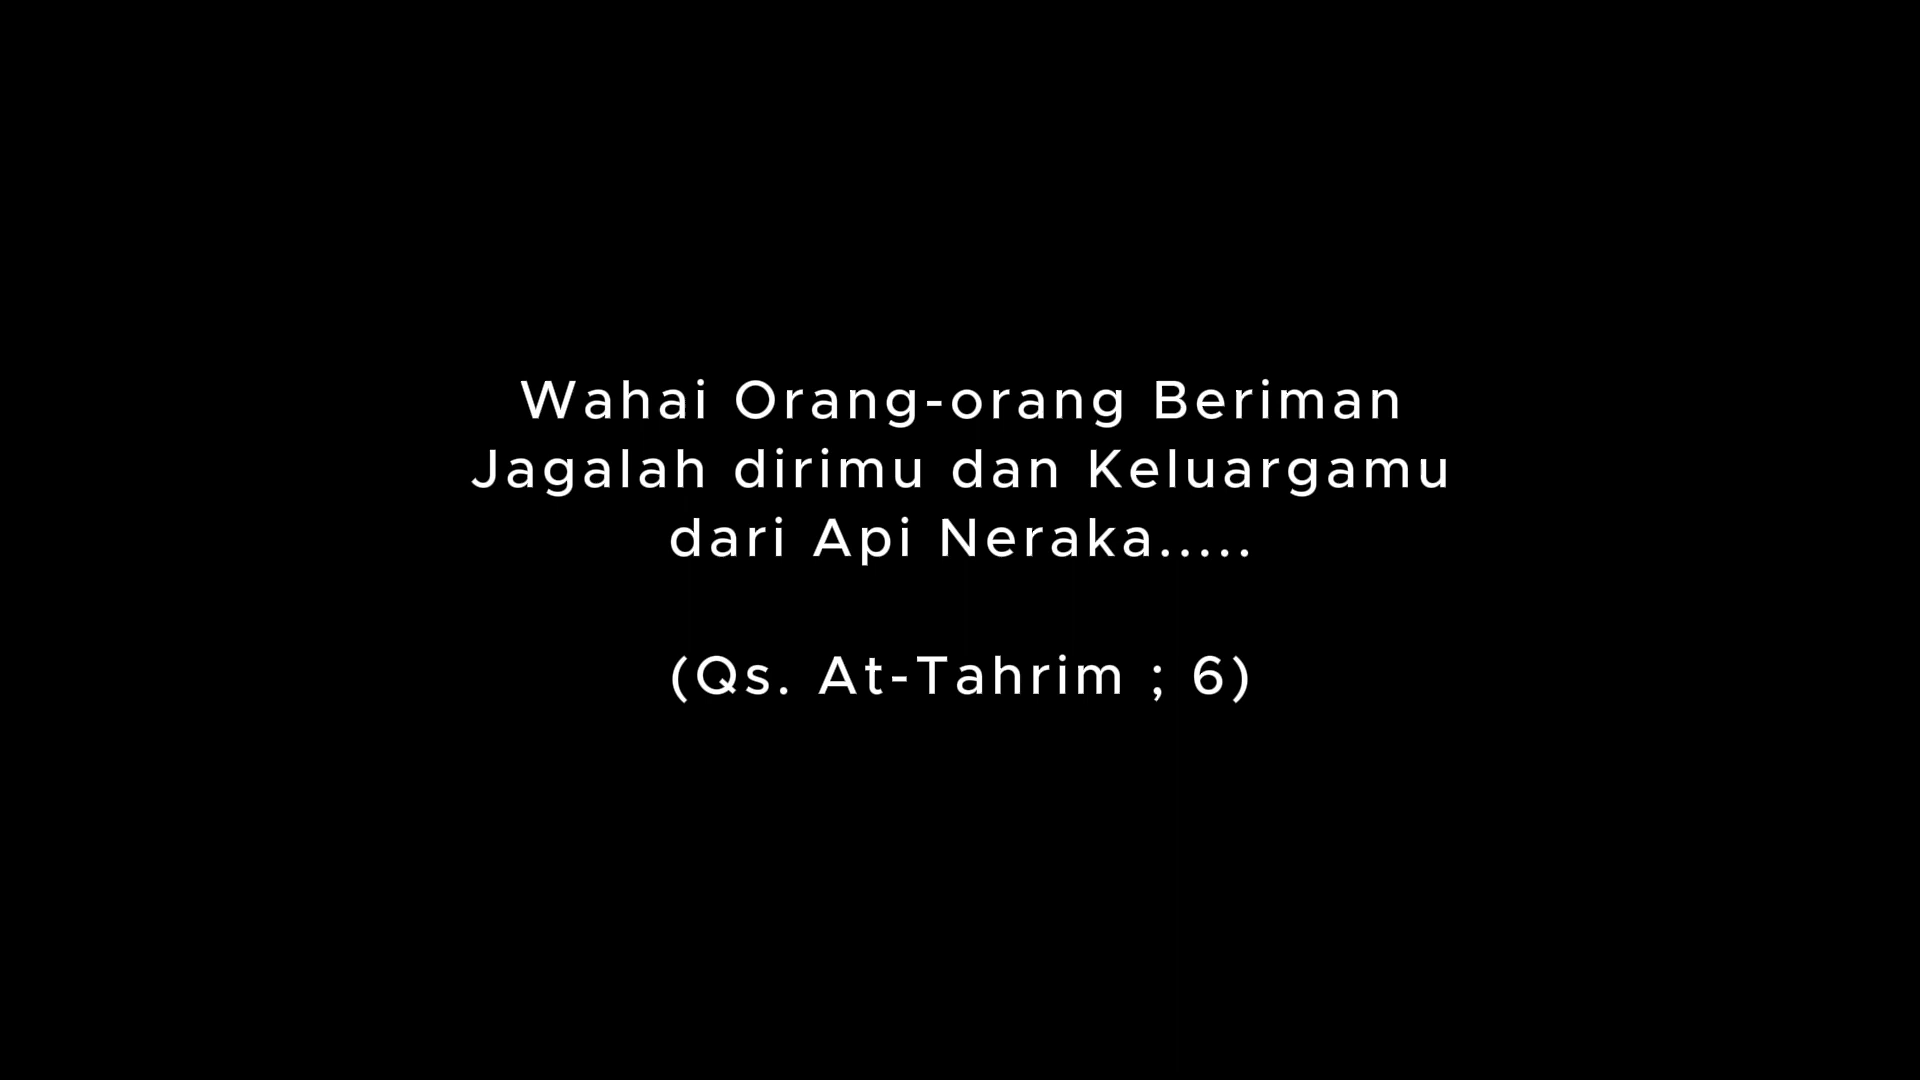 Wahai Orang-orang Beriman
Jagalah dirimu dan Keluargamu
dari Api Neraka.....
(Qs. At-Tahrim ; 6)